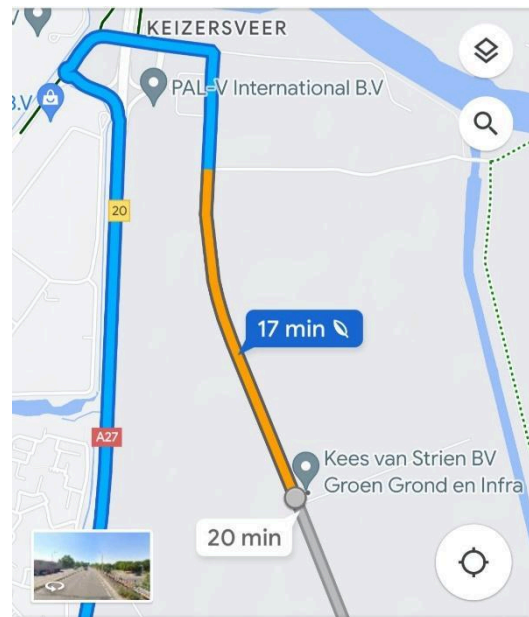 KEIZERSVEER
PAL-V International B.V
B.V
20
17 min
A27
Kees van Strien BV
Groen Grond en Infra
20 min